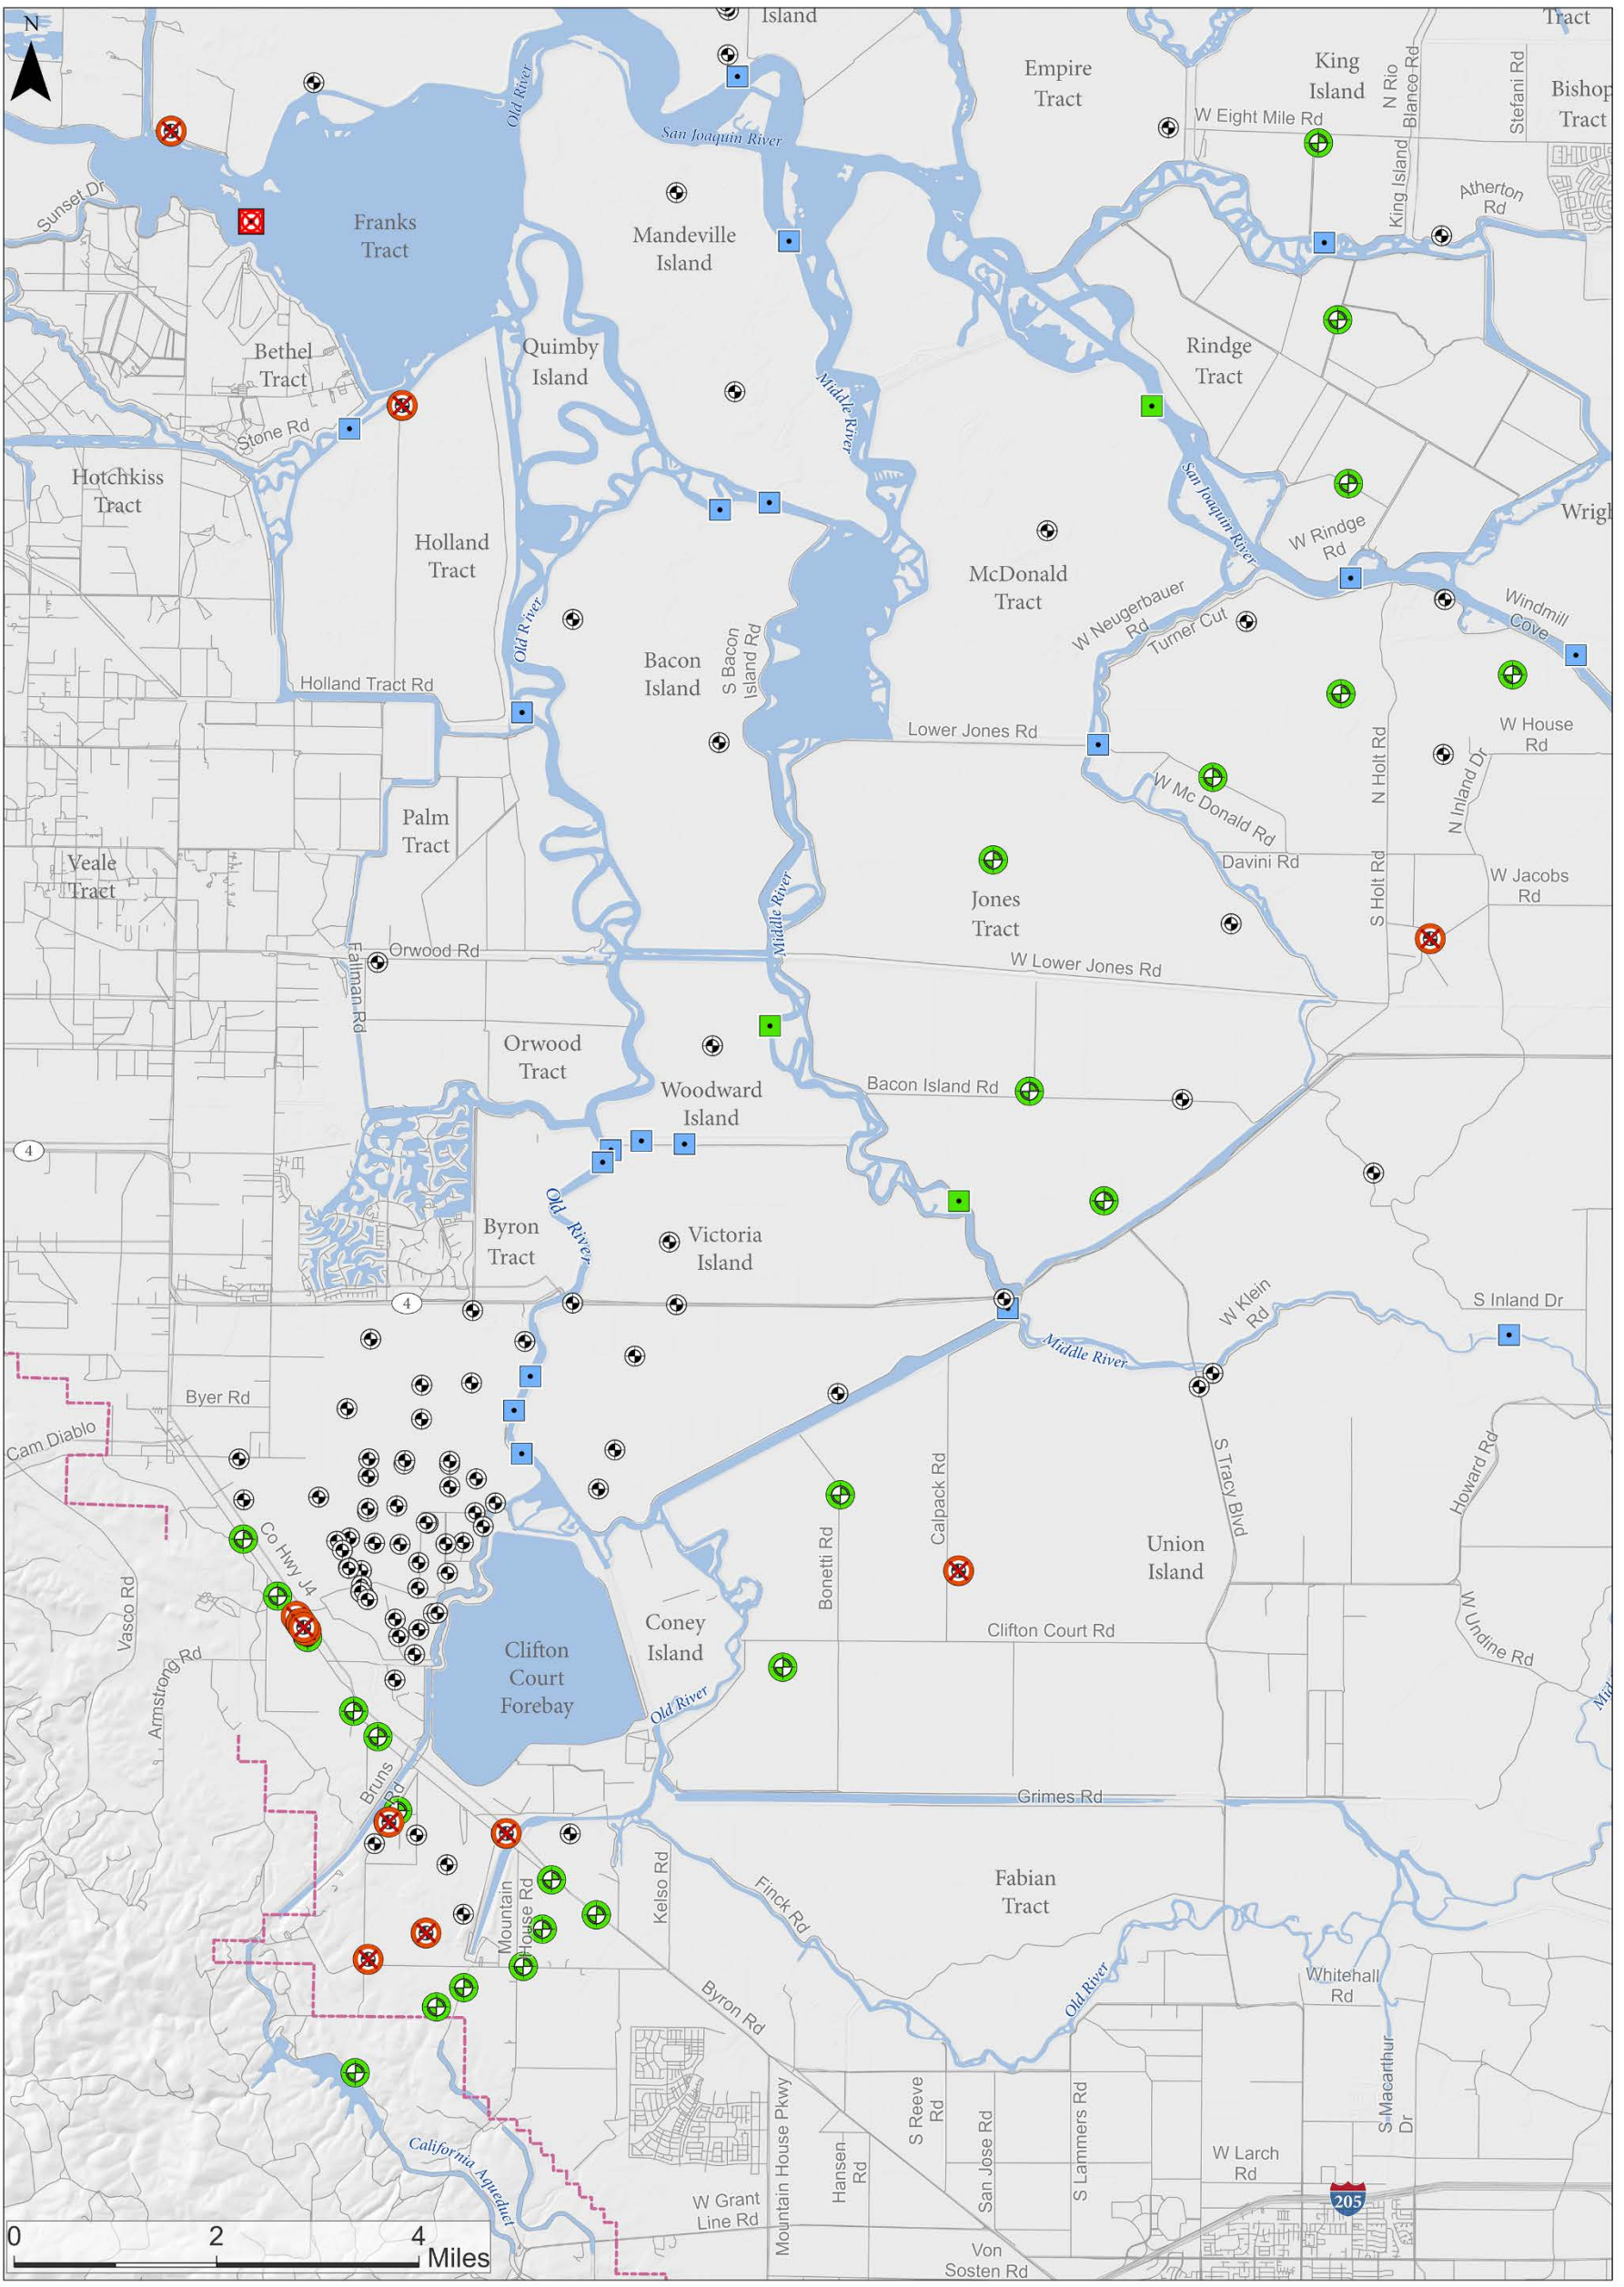 N
Island
Tract
Empire
Tract
King
Island
N Rio
Blanco Rd
Stefani Rd
Bishop
Tract
Old River
San Joaquin River
W Eight Mile Rd
King Island
Atherton
Rd
Sunset Dr
Franks
Tract
Mandeville
Island
Bethel
Tract
Quimby
Island
Rindge
Tract
Middle River
Stone Rd
Hotchkiss
Tract
San Joaquin River
W Rindge
Rd
Holland
Tract
McDonald
Tract
W Neugerbauer
Rd
Turner Cut
Windmill
Cove
Old River
Bacon
Island
S Bacon
Island Rd
Holland Tract Rd
Lower Jones Rd
W House
Rd
N Holt Rd
N Inland Dr
W Mc Donald Rd
Palm
Tract
Veale
Tract
Davini Rd
S Holt Rd
W Jacobs
Rd
Jones
Tract
Middle River
Orwood Rd
W Lower Jones Rd
Fallman Rd
Orwood
Tract
Woodward
Island
Bacon Island Rd
4
Old River
Byron
Tract
Victoria
Island
4
W Klein
Rd
S Inland Dr
Middle River
Byer Rd
Cam Diablo
Co Hwy J4
Calpack Rd
S Tracy Blvd
Howard Rd
Bonetti Rd
Union
Island
Vasco Rd
Armstrong Rd
Clifton
Court
Forebay
Coney
Island
Clifton Court Rd
W Undine Rd
Old River
Bruns
Rd
Grimes Rd
Mountain
House Rd
Kelso Rd
Finck Rd
Fabian
Tract
Old River
Whitehall
Rd
Byron Rd
S Macarthur
Dr
California Aqueduct
Mountain House Pkwy
Hansen
Rd
S Reeve
Rd
San Jose Rd
S Lammers Rd
W Larch
Rd
W Grant
Line Rd
205
Von
Sosten Rd
0 2 4
Miles